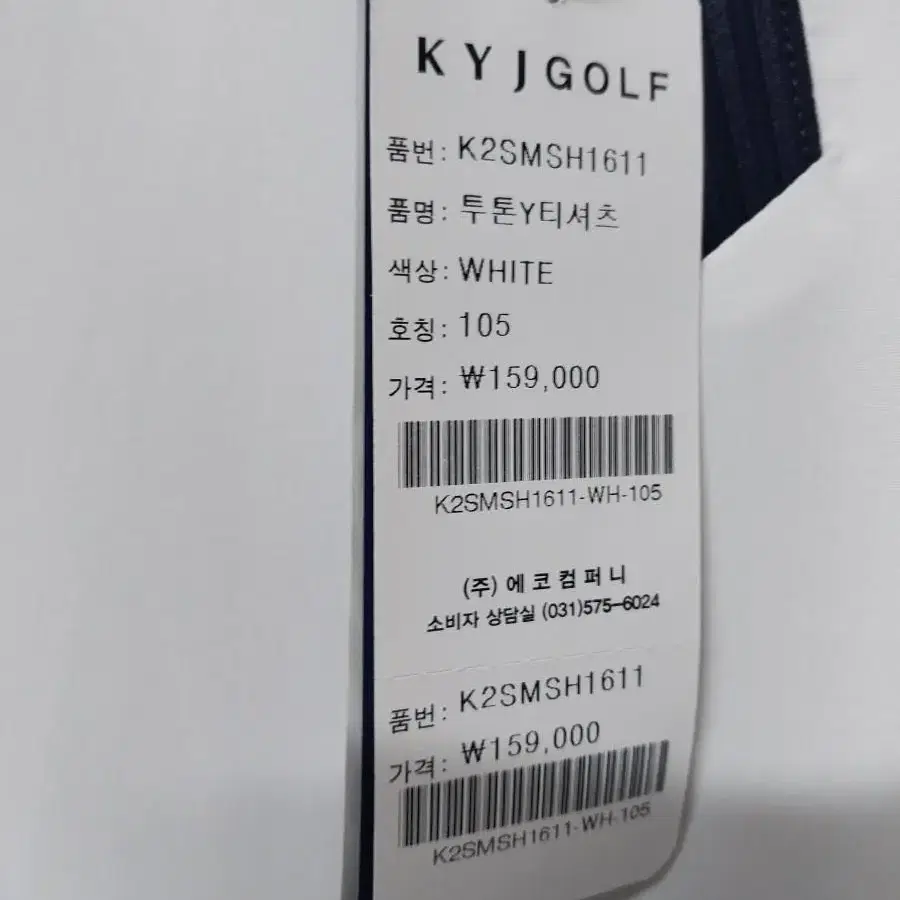 KYJGOLF
품번: K2SMSH1611
품명: 투톤Y티셔츠
색상: WHITE
호칭: 105
가격: ₩159,000
K2SMSH1611-WH-105
(주)에코컴퍼니
소비자 상담실 (031)575-6024
품번: K2SMSH1611
가격: ₩159,000
K2SMSH1611-WH-105